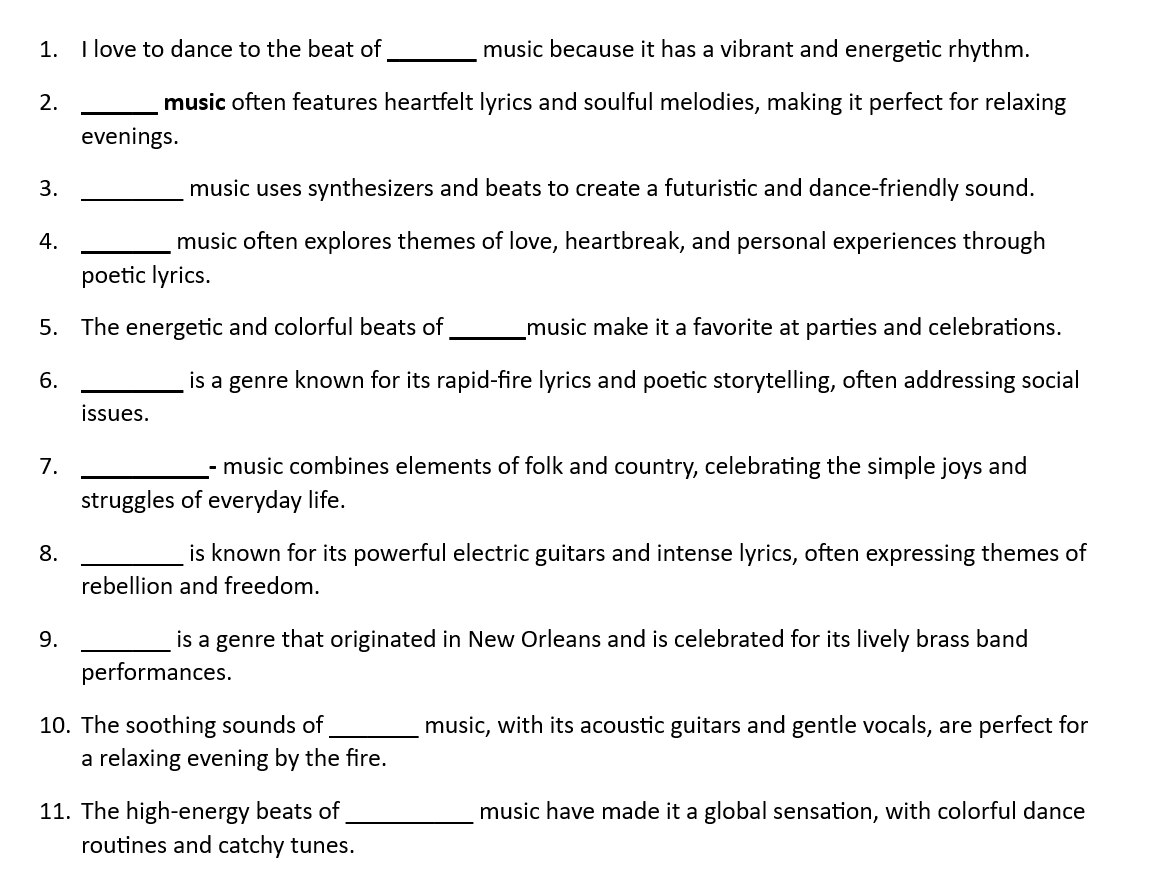 1. I love to dance to the beat of _______ music because it has a vibrant and energetic rhythm.
2. ______ music often features heartfelt lyrics and soulful melodies, making it perfect for relaxing
evenings.
3. ________ music uses synthesizers and beats to create a futuristic and dance-friendly sound.
4. _______ music often explores themes of love, heartbreak, and personal experiences through
poetic lyrics.
5. The energetic and colorful beats of ______music make it a favorite at parties and celebrations.
6. ________ is a genre known for its rapid-fire lyrics and poetic storytelling, often addressing social
issues.
7. __________- music combines elements of folk and country, celebrating the simple joys and
struggles of everyday life.
8. ________ is known for its powerful electric guitars and intense lyrics, often expressing themes of
rebellion and freedom.
9. _______ is a genre that originated in New Orleans and is celebrated for its lively brass band
performances.
10. The soothing sounds of _______ music, with its acoustic guitars and gentle vocals, are perfect for
a relaxing evening by the fire.
11. The high-energy beats of __________ music have made it a global sensation, with colorful dance
routines and catchy tunes.